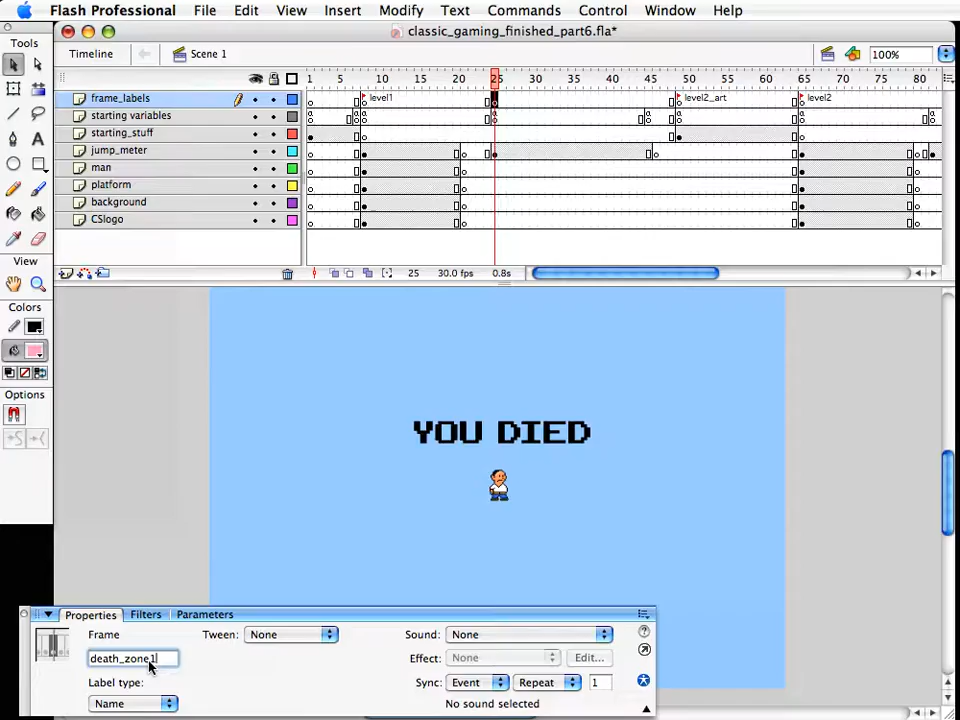 Flash Professional File Edit View Insert Modify Text Commands Control Window Help
classic_gaming_finished_part6.fla*
Tools
Timeline
Scene 1
100%
1 5 10 15 20 25 30 35 40 45 50 55 60 65 70 75 80
frame_labels
level1
level2_art
level2
starting variables
starting_stuff
jump_meter
man
platform
background
CSlogo
View
25
30.0 fps
0.8s
Colors
Options
YOU DIED
Properties Filters Parameters
Frame
Tween: None
Sound: None
death_zone1
Effect: None Edit...
Label type:
Sync: Event Repeat 1
Name
No sound selected